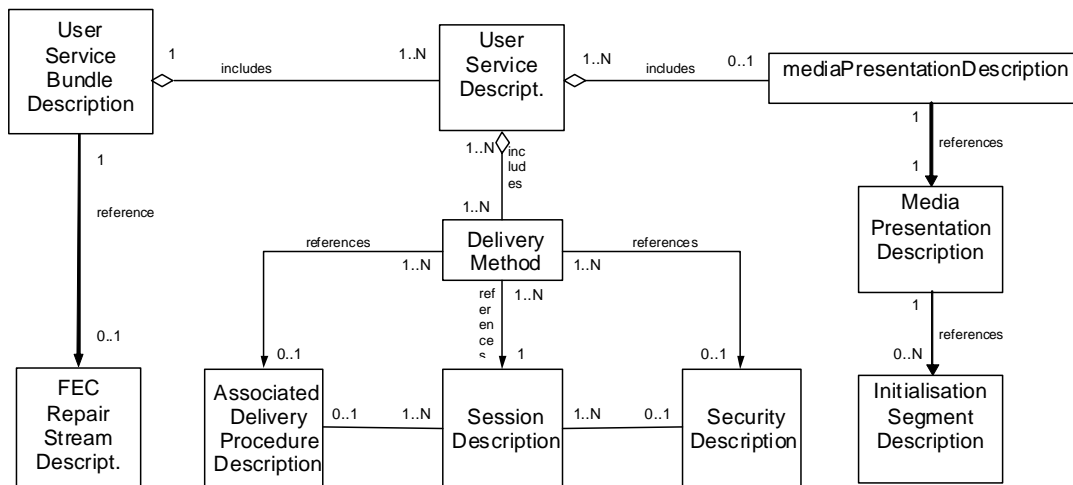 User
Service
Bundle
Description
1
includes
1..N
User
Service
Descript.
1..N
includes
0..1
mediaPresentationDescription
1
reference
0..1
FEC
Repair
Stream
Descript.
1..N
inc
lud
es
1..N
Delivery
Method
references
1..N
0..1
Associated
Delivery
Procedure
Description
ref
er
enc
es
1..N
1
Session
Description
references
1..N
0..1
Security
Description
0..1
1..N
1..N
0..1
1
references
1
Media
Presentation
Description
1
references
0..N
Initialisation
Segment
Description